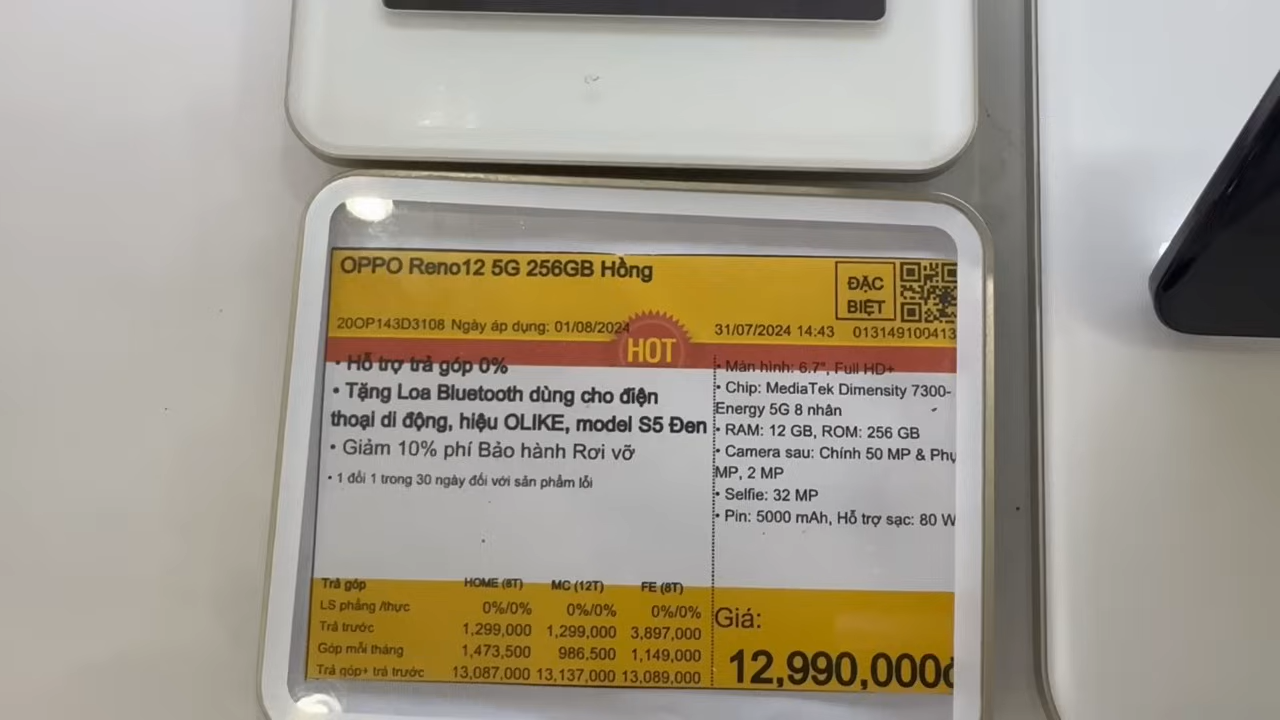 OPPO Reno12 5G 256GB Hồng
ĐẶC
BIỆT
20OP143D3108 Ngày áp dụng: 01/08/2024
31/07/2024 14:43 013149100413
HOT
• Hỗ trợ trả góp 0%
• Tặng Loa Bluetooth dùng cho điện
thoại di động, hiệu OLIKE, model S5 Đen
• Giảm 10% phí Bảo hành Rơi vỡ
• 1 đổi 1 trong 30 ngày đối với sản phẩm lỗi
• Màn hình: 6.7", Full HD+
• Chip: MediaTek Dimensity 7300-
Energy 5G 8 nhân
• RAM: 12 GB, ROM: 256 GB
• Camera sau: Chính 50 MP & Phụ
MP, 2 MP
• Selfie: 32 MP
• Pin: 5000 mAh, Hỗ trợ sạc: 80 W
Trả góp HOME (8T) MC (12T) FE (8T)
LS phẳng /thực 0%/0% 0%/0% 0%/0%
Trả trước 1,299,000 1,299,000 3,897,000
Góp mỗi tháng 1,473,500 986,500 1,149,000
Trả góp+ trả trước 13,087,000 13,137,000 13,089,000
Giá:
12,990,000đ